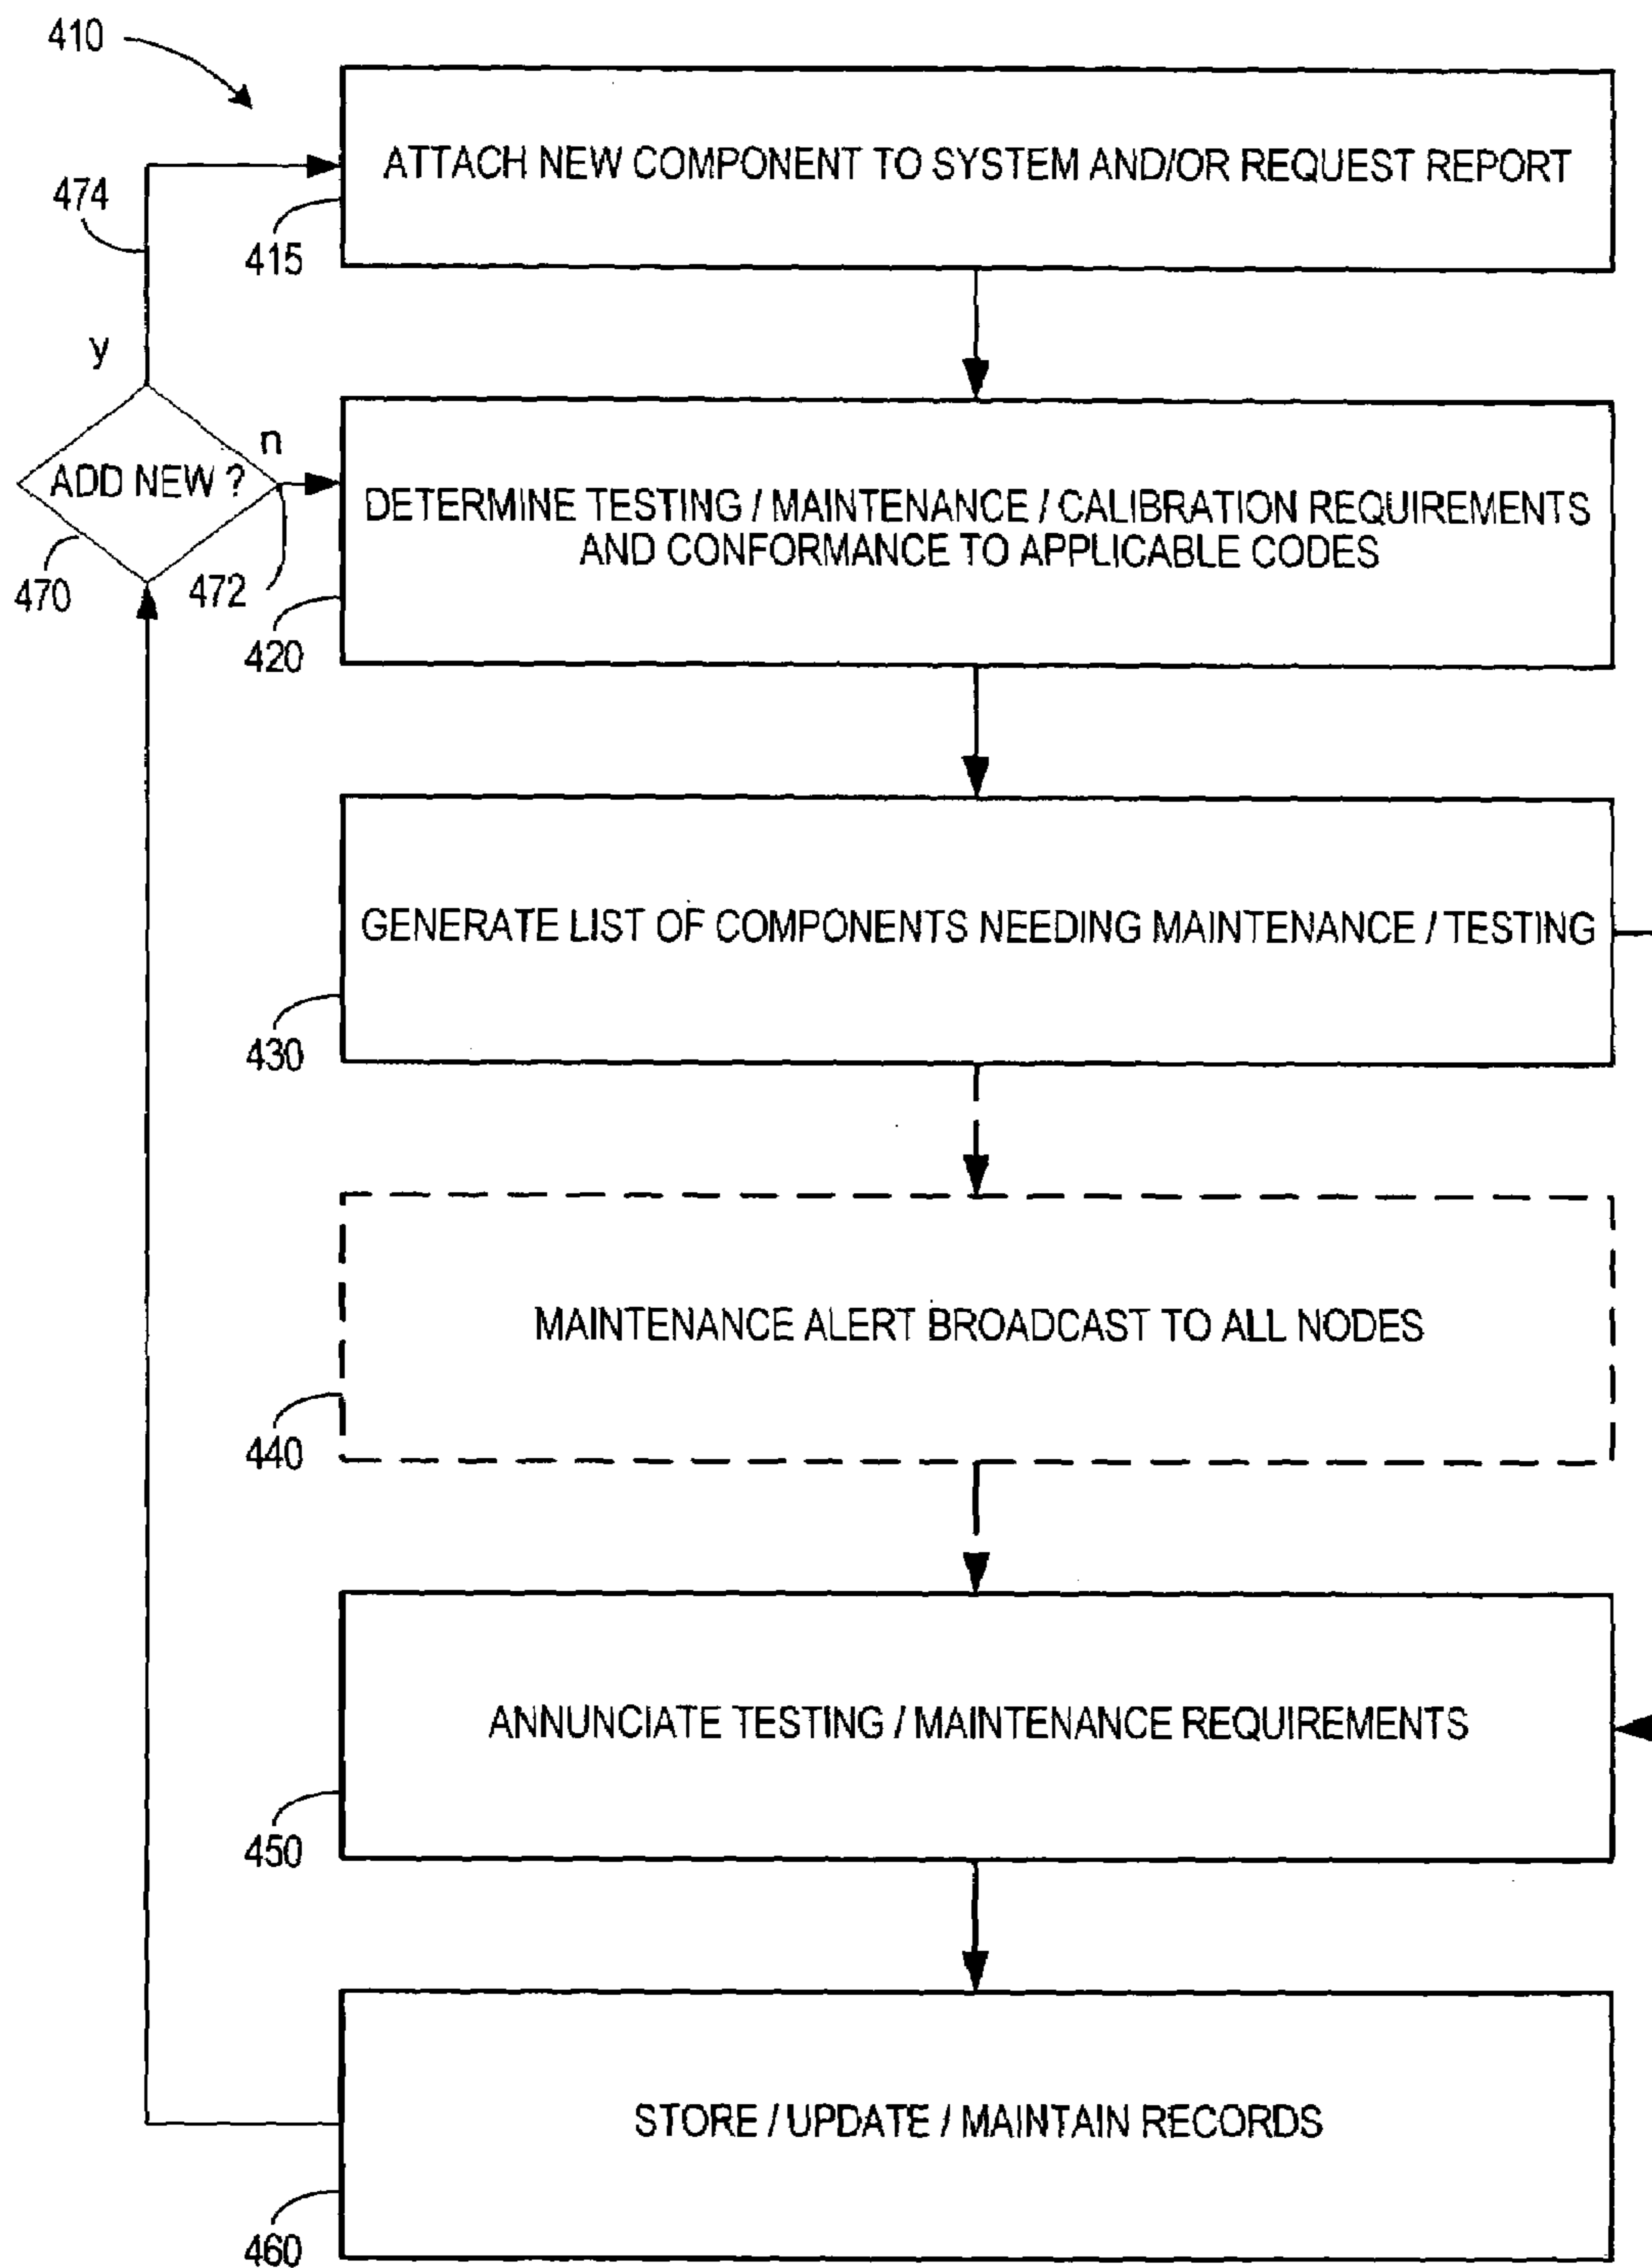 410
ATTACH NEW COMPONENT TO SYSTEM AND/OR REQUEST REPORT
474
415
y
ADD NEW ?
n
DETERMINE TESTING / MAINTENANCE / CALIBRATION REQUIREMENTS
AND CONFORMANCE TO APPLICABLE CODES
470
472
420
GENERATE LIST OF COMPONENTS NEEDING MAINTENANCE / TESTING
430
MAINTENANCE ALERT BROADCAST TO ALL NODES
440
ANNUNCIATE TESTING / MAINTENANCE REQUIREMENTS
450
STORE / UPDATE / MAINTAIN RECORDS
460